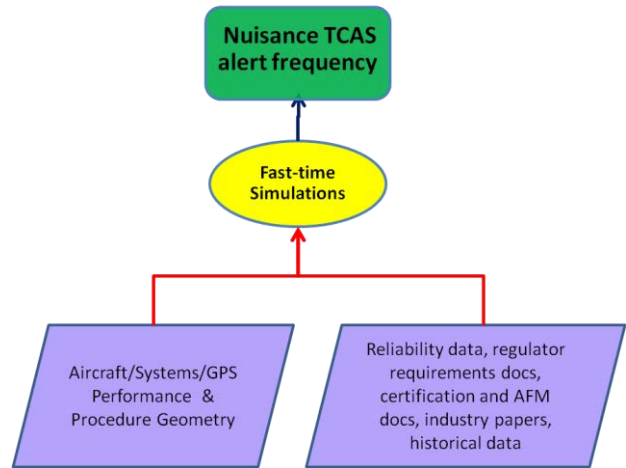 Nuisance TCAS
alert frequency
Fast-time
Simulations
Aircraft/Systems/GPS
Performance &
Procedure Geometry
Reliability data, regulator
requirements docs,
certification and AFM
docs, industry papers,
historical data